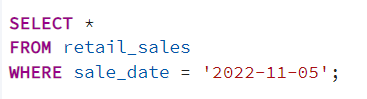 SELECT *
FROM retail_sales
WHERE sale_date = '2022-11-05';